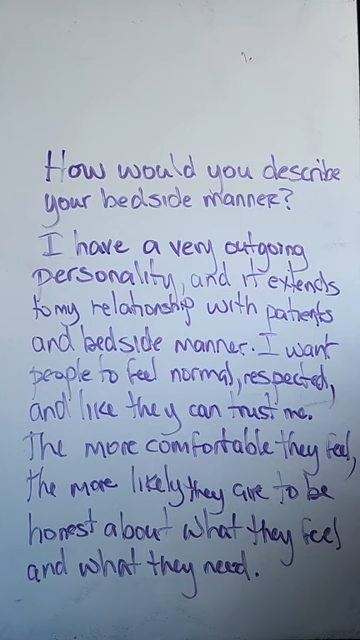 How would you describe
your bedside manner?
I have a very outgoing
personality, and it extends
to my relationship with patients
and bedside manner. I want
people to feel normal, respected,
and like they can trust me.
The more comfortable they feel,
the more likely they are to be
honest about what they feel
and what they need.